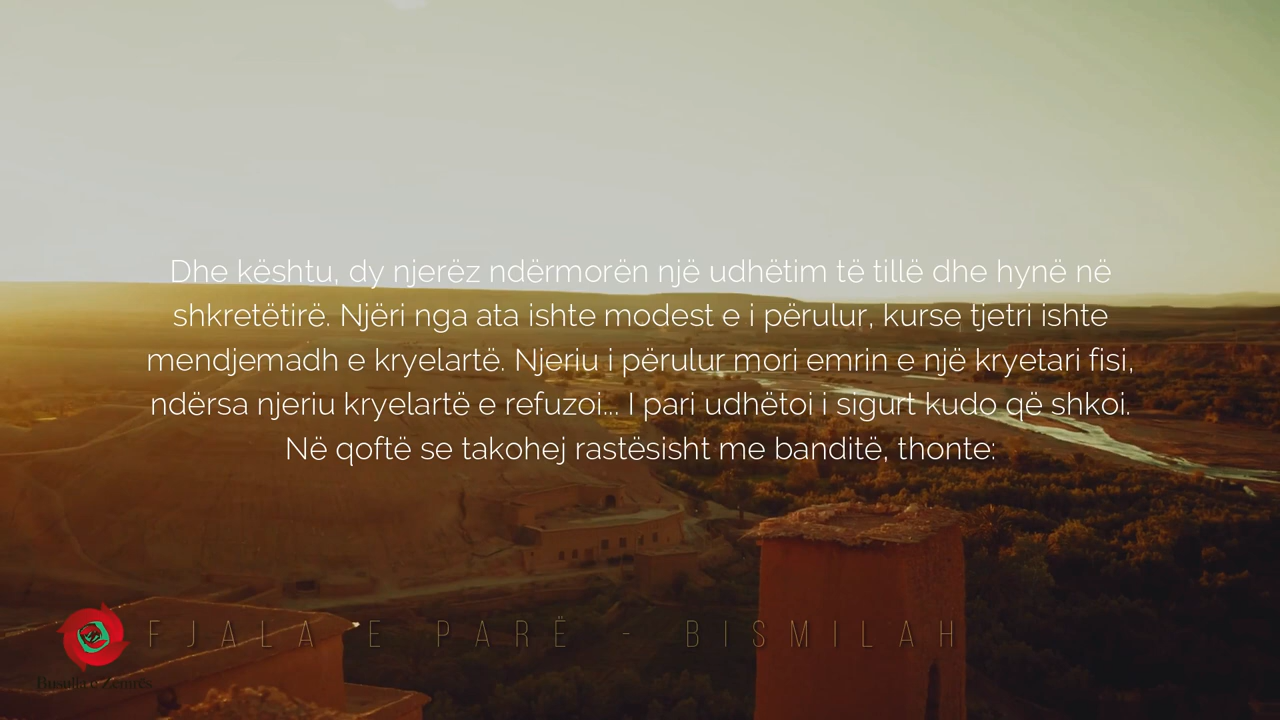 Dhe kështu, dy njerëz ndërmorën një udhëtim të tillë dhe hynë në
shkretëtirë. Njëri nga ata ishte modest e i përulur, kurse tjetri ishte
mendjemadh e kryelartë. Njeriu i përulur mori emrin e një kryetari fisi,
ndërsa njeriu kryelartë e refuzoi... I pari udhëtoi i sigurt kudo që shkoi.
Në qoftë se takohej rastësisht me banditë, thonte:
FJALA E PARË - BISMILAH
Busulla e Zemrës